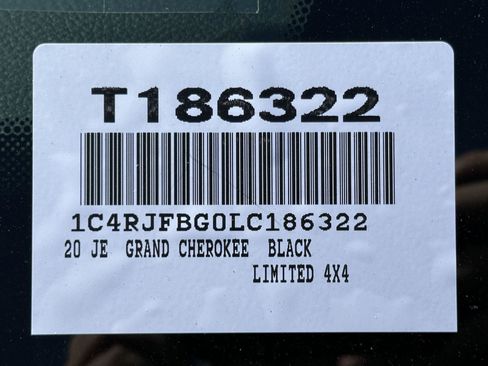 T186322
1C4RJFBG0LC186322
20 JE GRAND CHEROKEE BLACK
LIMITED 4X4